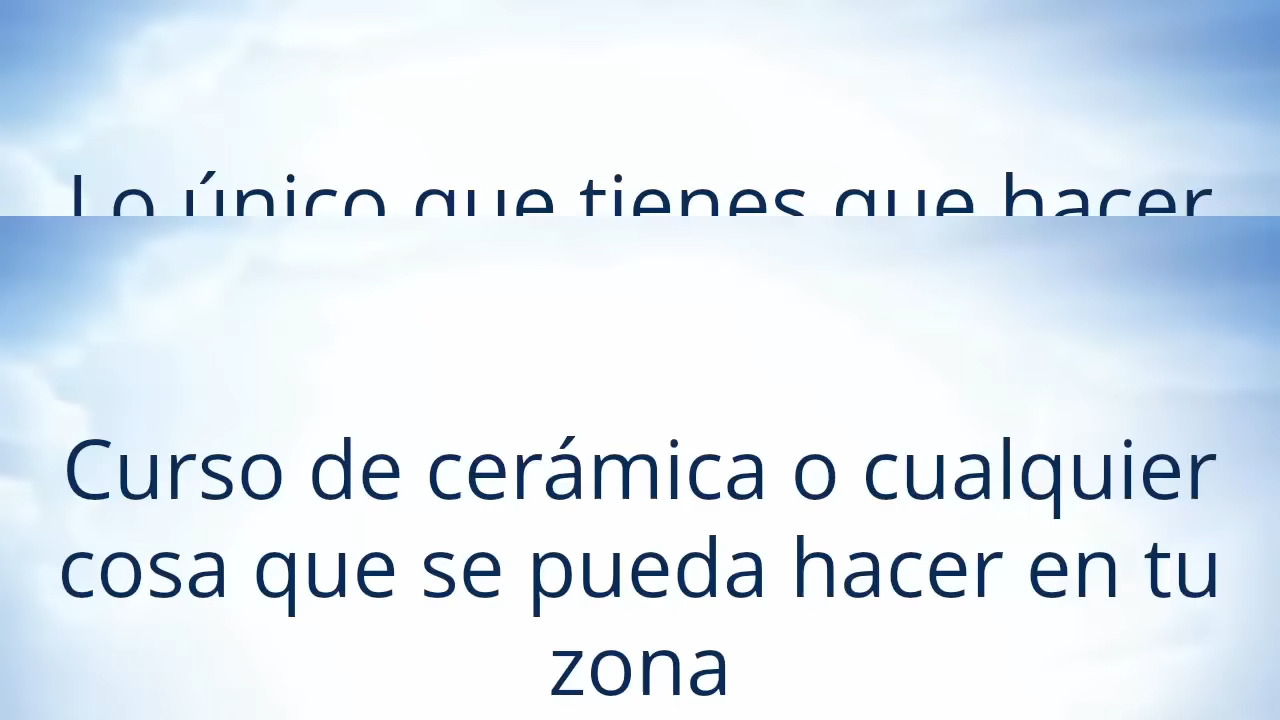 Lo único que tienes que hacer
Curso de cerámica o cualquier
cosa que se pueda hacer en tu
zona